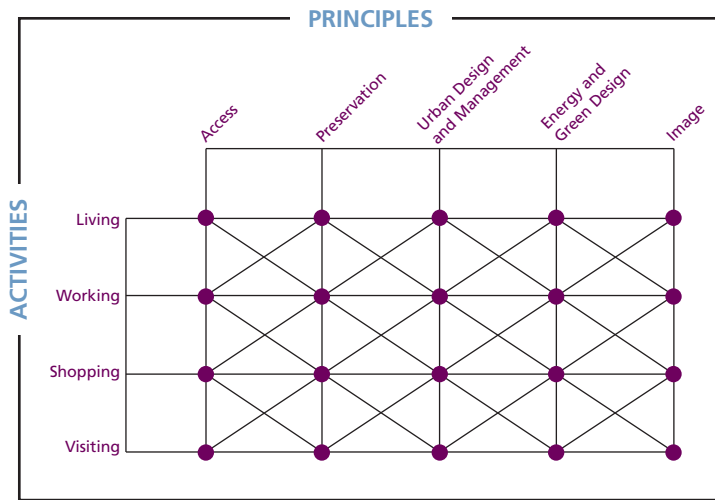 PRINCIPLES
Access
Preservation
Urban Design
and Management
Energy and
Green Design
Image
ACTIVITIES
Living
Working
Shopping
Visiting